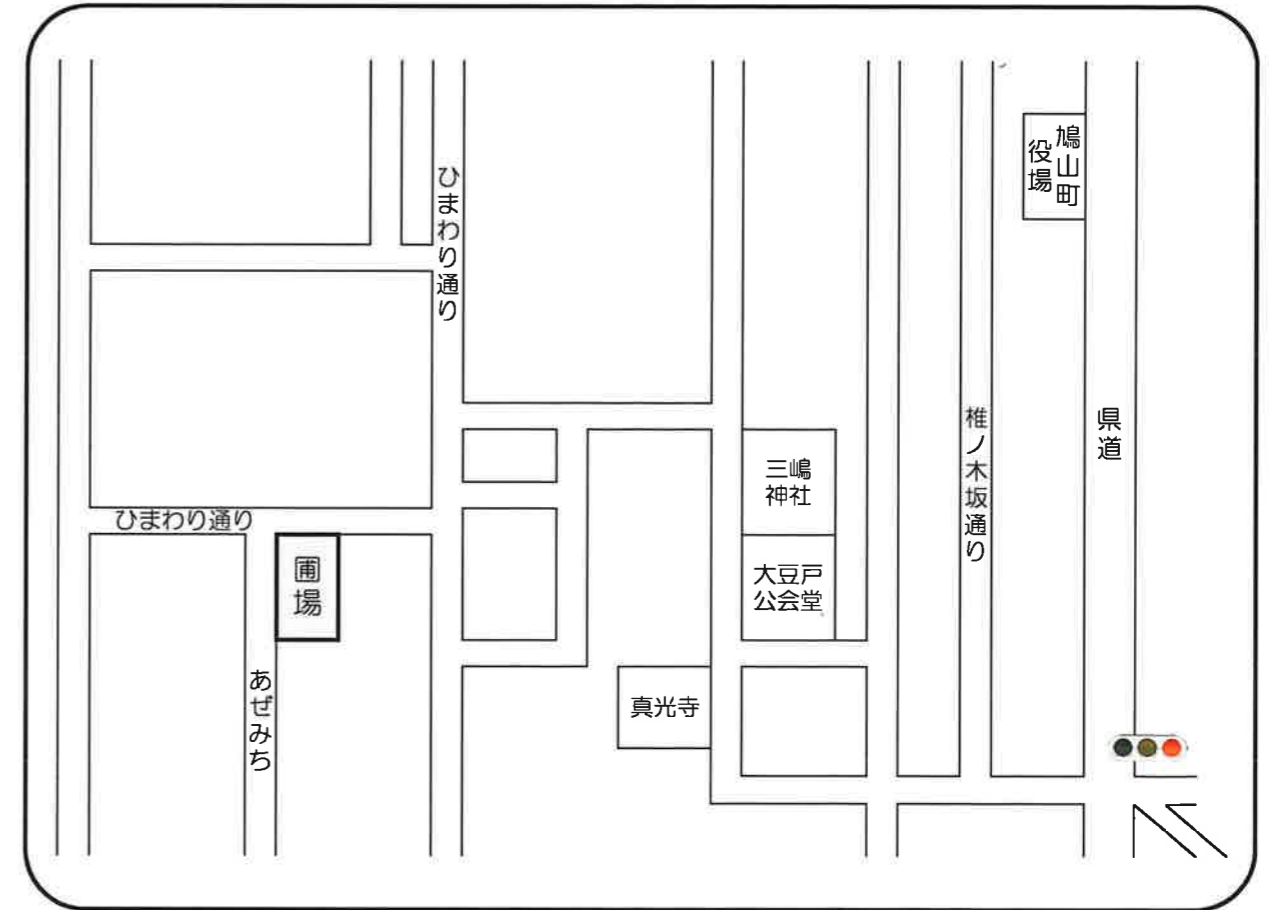 鳩山町
役場
ひまわり通り
椎ノ木坂通り
県道
三嶋
神社
ひまわり通り
圃
場
大豆戸
公会堂
あぜみち
真光寺